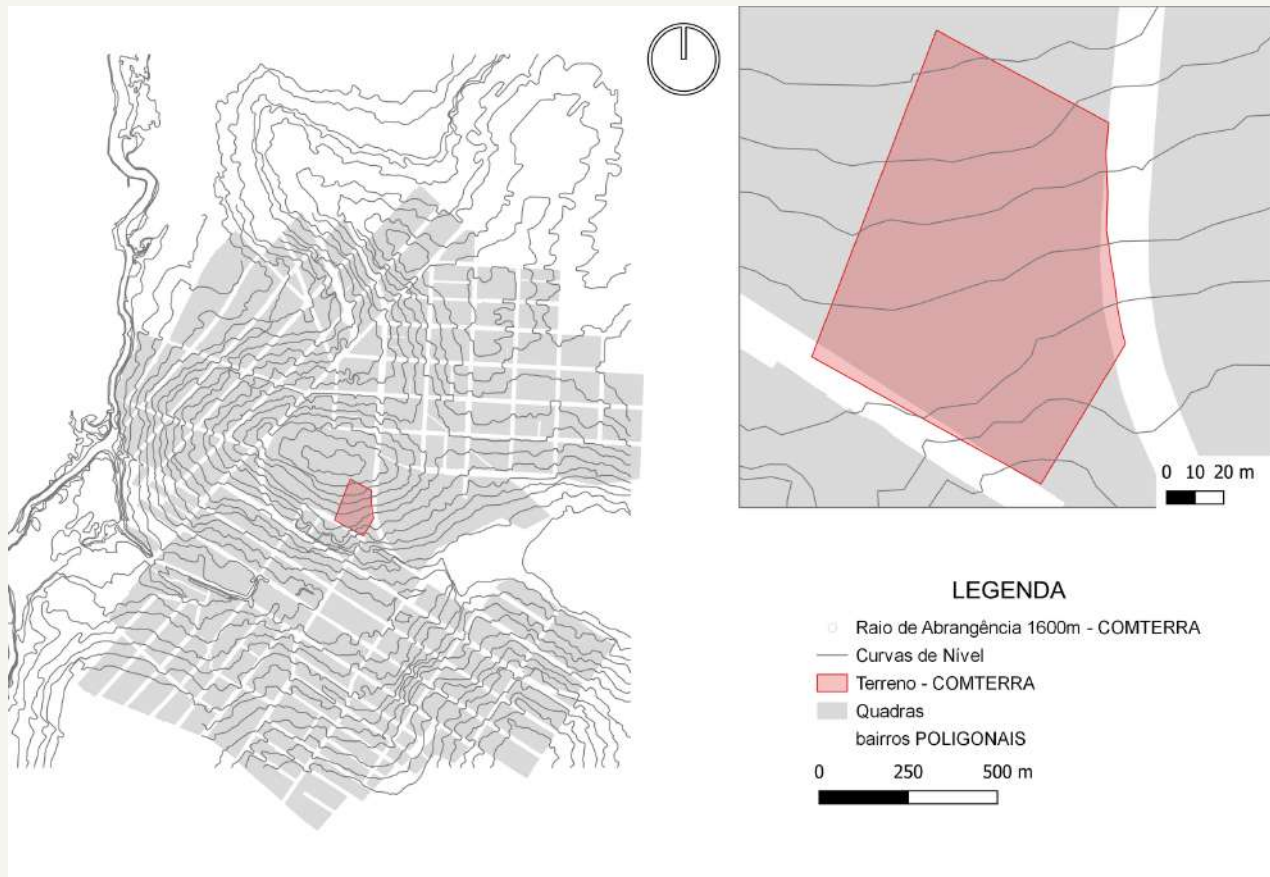 0 10 20 m
LEGENDA
Raio de Abrangência 1600m - COMTERRA
Curvas de Nível
Terreno - COMTERRA
Quadras
bairros POLIGONAIS
0 250 500 m